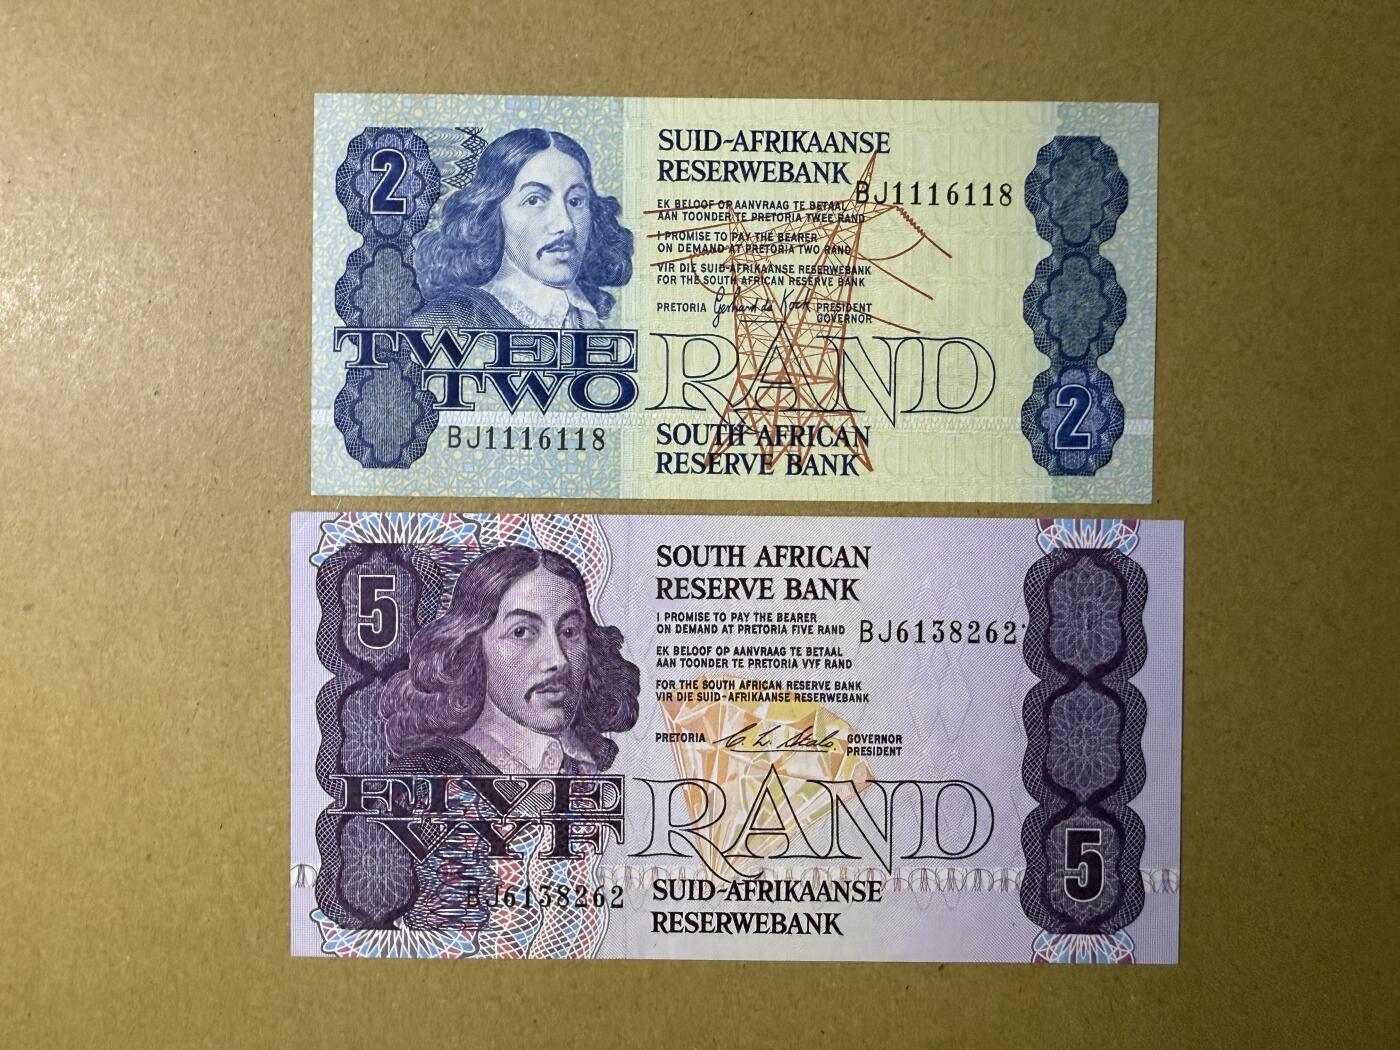 2
SUID-AFRIKAANSE
RESERWEBANK
BJ1116118
EK BELOOF OP AANVRAAG TE BETAAL
AAN TOONDER TE PRETORIA TWEE RAND
I PROMISE TO PAY THE BEARER
ON DEMAND AT PRETORIA TWO RAND
VIR DIE SUID-AFRIKAANSE RESERWEBANK
FOR THE SOUTH AFRICAN RESERVE BANK
PRETORIA Gerhard de Kock PRESIDENT
GOVERNOR
TWEE
TWO RAND
2
BJ1116118
SOUTH AFRICAN
RESERVE BANK
5
SOUTH AFRICAN
RESERVE BANK
I PROMISE TO PAY THE BEARER
ON DEMAND AT PRETORIA FIVE RAND
BJ6138262
EK BELOOF OP AANVRAAG TE BETAAL
AAN TOONDER TE PRETORIA VYF RAND
FOR THE SOUTH AFRICAN RESERVE BANK
VIR DIE SUID-AFRIKAANSE RESERWEBANK
PRETORIA C. L. Stals. GOVERNOR
PRESIDENT
FIVE
VYF RAND
5
BJ6138262
SUID-AFRIKAANSE
RESERWEBANK